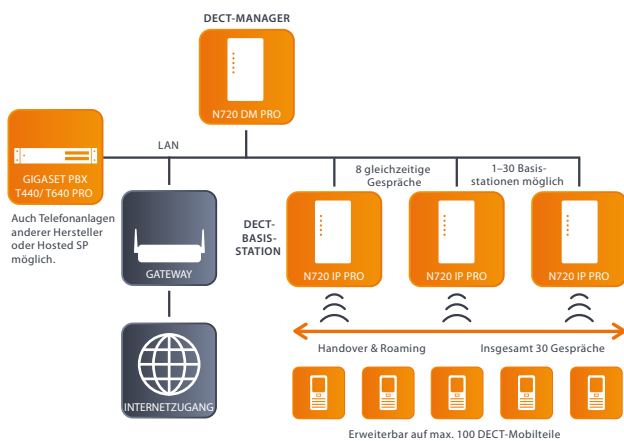 DECT-MANAGER
N720 DM PRO
LAN
GIGASET PBX
T440/ T640 PRO
Auch Telefonanlagen
anderer Hersteller
oder Hosted SP
möglich.
8 gleichzeitige
Gespräche
1–30 Basis-
stationen möglich
DECT-
BASIS-
STATION
GATEWAY
N720 IP PRO
N720 IP PRO
N720 IP PRO
INTERNETZUGANG
Handover & Roaming
Insgesamt 30 Gespräche
Erweiterbar auf max. 100 DECT-Mobilteile